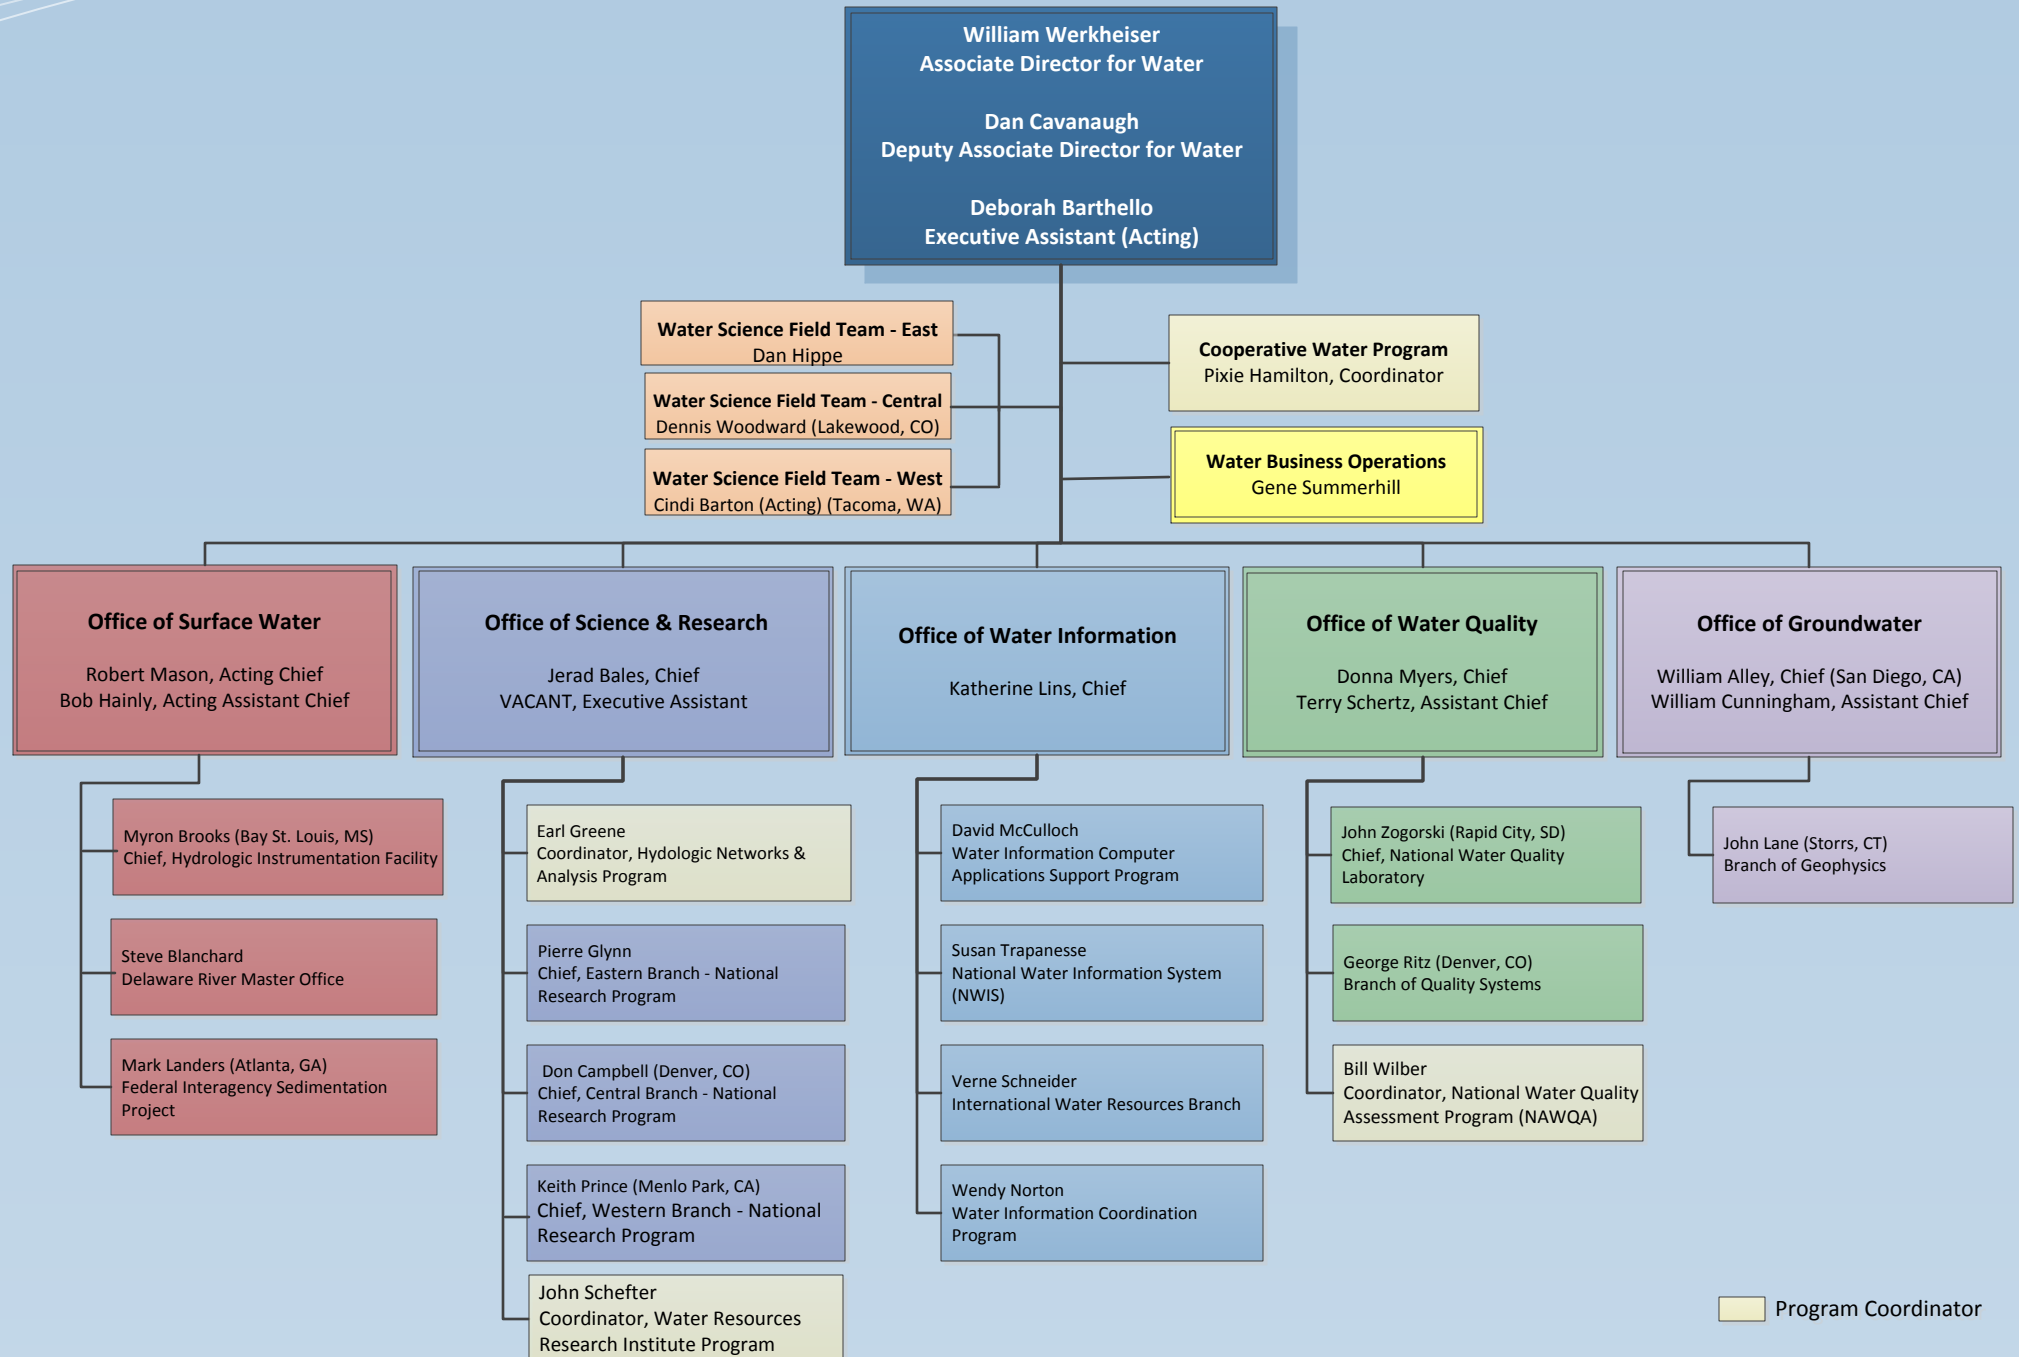 William Werkheiser
Associate Director for Water
Dan Cavanaugh
Deputy Associate Director for Water
Deborah Barthello
Executive Assistant (Acting)
Water Science Field Team - East
Dan Hippe
Water Science Field Team - Central
Dennis Woodward (Lakewood, CO)
Water Science Field Team - West
Cindi Barton (Acting) (Tacoma, WA)
Cooperative Water Program
Pixie Hamilton, Coordinator
Water Business Operations
Gene Summerhill
Office of Surface Water
Robert Mason, Acting Chief
Bob Hainly, Acting Assistant Chief
Office of Science & Research
Jerad Bales, Chief
VACANT, Executive Assistant
Office of Water Information
Katherine Lins, Chief
Office of Water Quality
Donna Myers, Chief
Terry Schertz, Assistant Chief
Office of Groundwater
William Alley, Chief (San Diego, CA)
William Cunningham, Assistant Chief
Myron Brooks (Bay St. Louis, MS)
Chief, Hydrologic Instrumentation Facility
Steve Blanchard
Delaware River Master Office
Mark Landers (Atlanta, GA)
Federal Interagency Sedimentation
Project
Earl Greene
Coordinator, Hydologic Networks &
Analysis Program
Pierre Glynn
Chief, Eastern Branch - National
Research Program
Don Campbell (Denver, CO)
Chief, Central Branch - National
Research Program
Keith Prince (Menlo Park, CA)
Chief, Western Branch - National
Research Program
John Schefter
Coordinator, Water Resources
Research Institute Program
David McCulloch
Water Information Computer
Applications Support Program
Susan Trapanesse
National Water Information System
(NWIS)
Verne Schneider
International Water Resources Branch
Wendy Norton
Water Information Coordination
Program
John Zogorski (Rapid City, SD)
Chief, National Water Quality
Laboratory
George Ritz (Denver, CO)
Branch of Quality Systems
Bill Wilber
Coordinator, National Water Quality
Assessment Program (NAWQA)
John Lane (Storrs, CT)
Branch of Geophysics
Program Coordinator